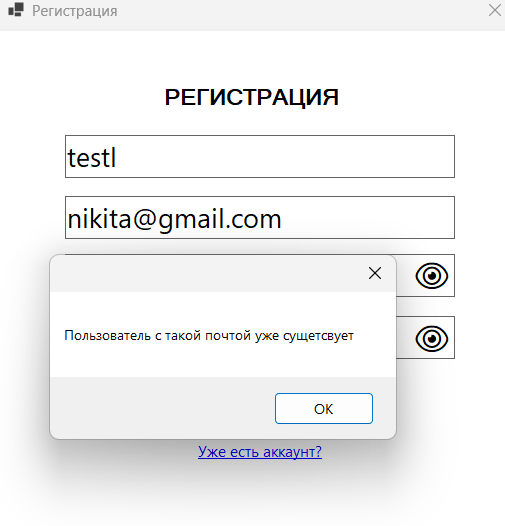 Регистрация
РЕГИСТРАЦИЯ
testl
nikita@gmail.com
Пользователь с такой почтой уже сущетсвует
OK
Уже есть аккаунт?